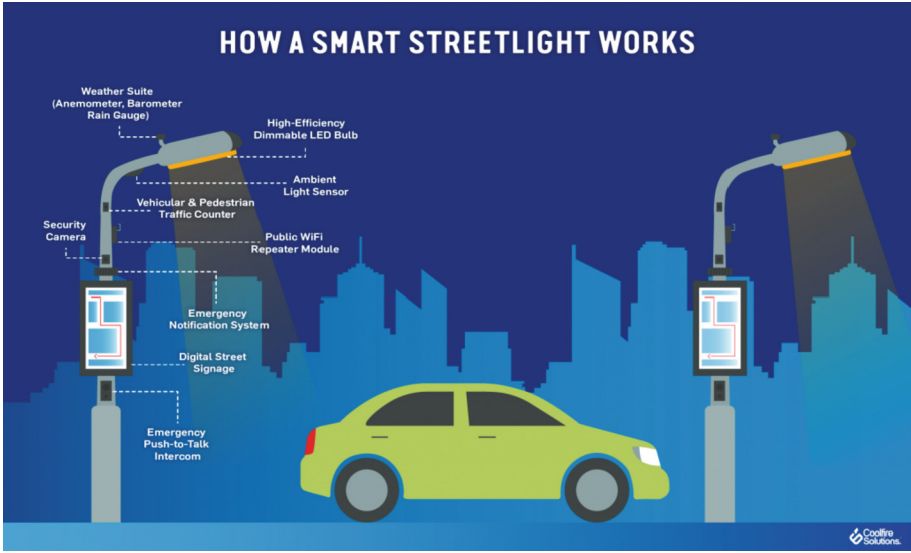 HOW A SMART STREETLIGHT WORKS
Weather Suite
(Anemometer, Barometer
Rain Gauge)
High-Efficiency
Dimmable LED Bulb
Ambient
Light Sensor
Vehicular & Pedestrian
Traffic Counter
Security
Camera
Public WiFi
Repeater Module
Emergency
Notification System
Digital Street
Signage
Emergency
Push-to-Talk
Intercom
Coolfire
Solutions.